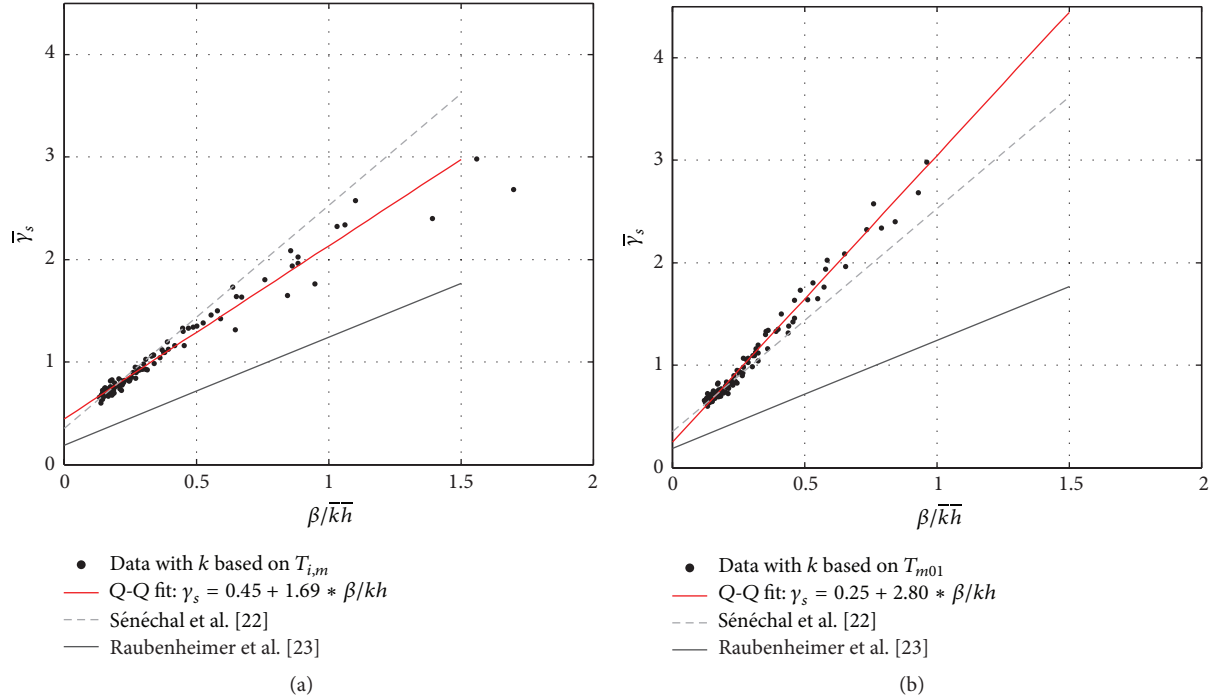 4
3
2
1
0
γ̅s
0
0.5
1
1.5
2
β/k̅h̅
Data with k based on Ti,m
Q-Q fit: γs = 0.45 + 1.69 ∗ β/kh
Sénéchal et al. [22]
Raubenheimer et al. [23]
(a)
4
3
2
1
0
γ̅s
0
0.5
1
1.5
2
β/k̅h̅
Data with k based on Tm01
Q-Q fit: γs = 0.25 + 2.80 ∗ β/kh
Sénéchal et al. [22]
Raubenheimer et al. [23]
(b)